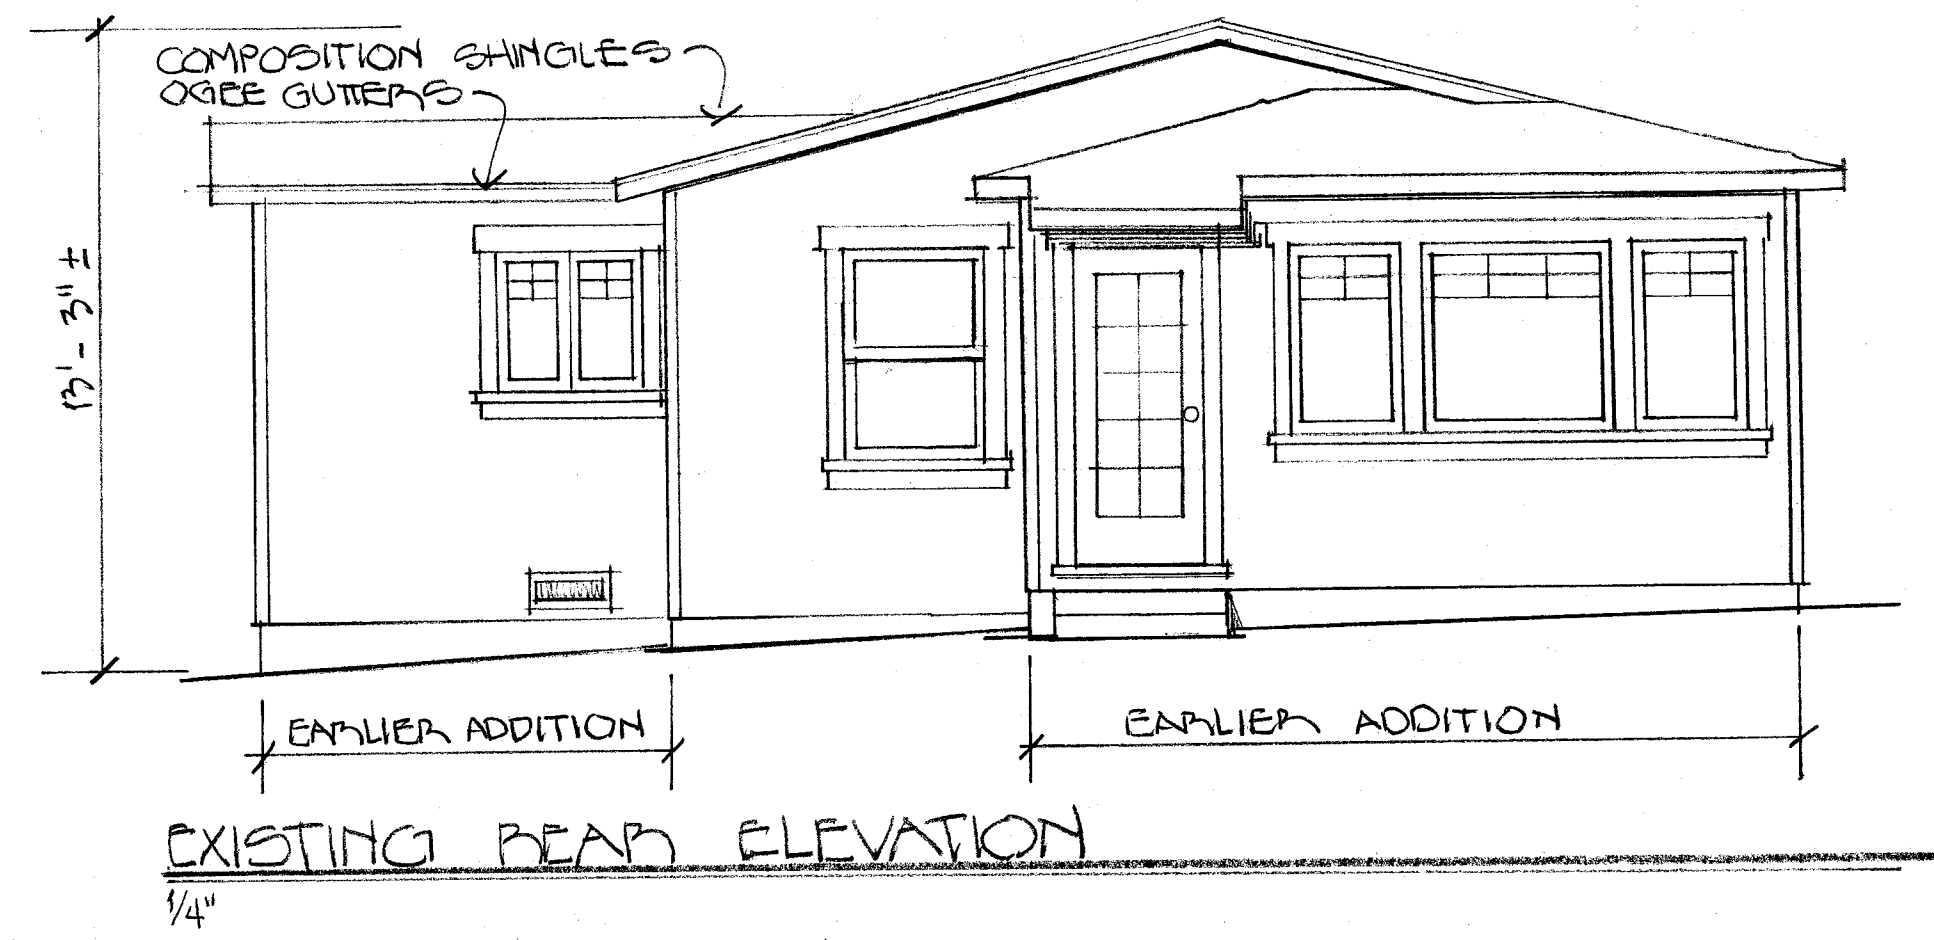 COMPOSITION SHINGLES
OGEE GUTTERS
13' - 3" ±
EARLIER ADDITION
EARLIER ADDITION
EXISTING REAR ELEVATION
1/4"